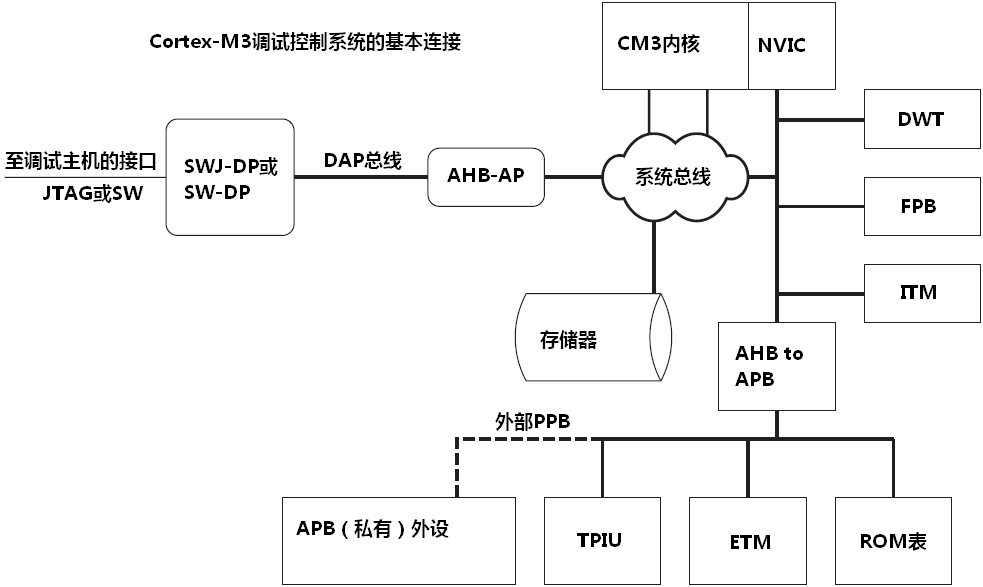 Cortex-M3调试控制系统的基本连接
CM3内核
NVIC
DWT
至调试主机的接口
JTAG或SW
SWJ-DP或
SW-DP
DAP总线
AHB-AP
系统总线
FPB
ITM
存储器
AHB to
APB
外部PPB
APB（私有）外设
TPIU
ETM
ROM表